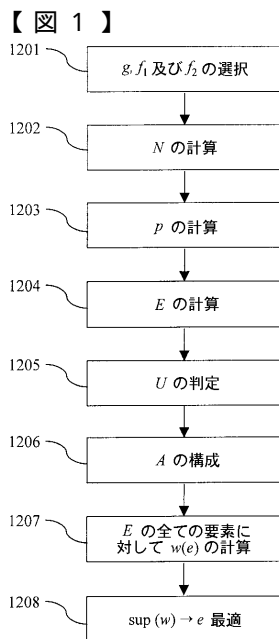 【図1】
1201
g, f₁ 及び f₂ の選択
1202
N の計算
1203
p の計算
1204
E の計算
1205
U の判定
1206
A の構成
1207
E の全ての要素に
対して w(e) の計算
1208
sup (w) → e 最適